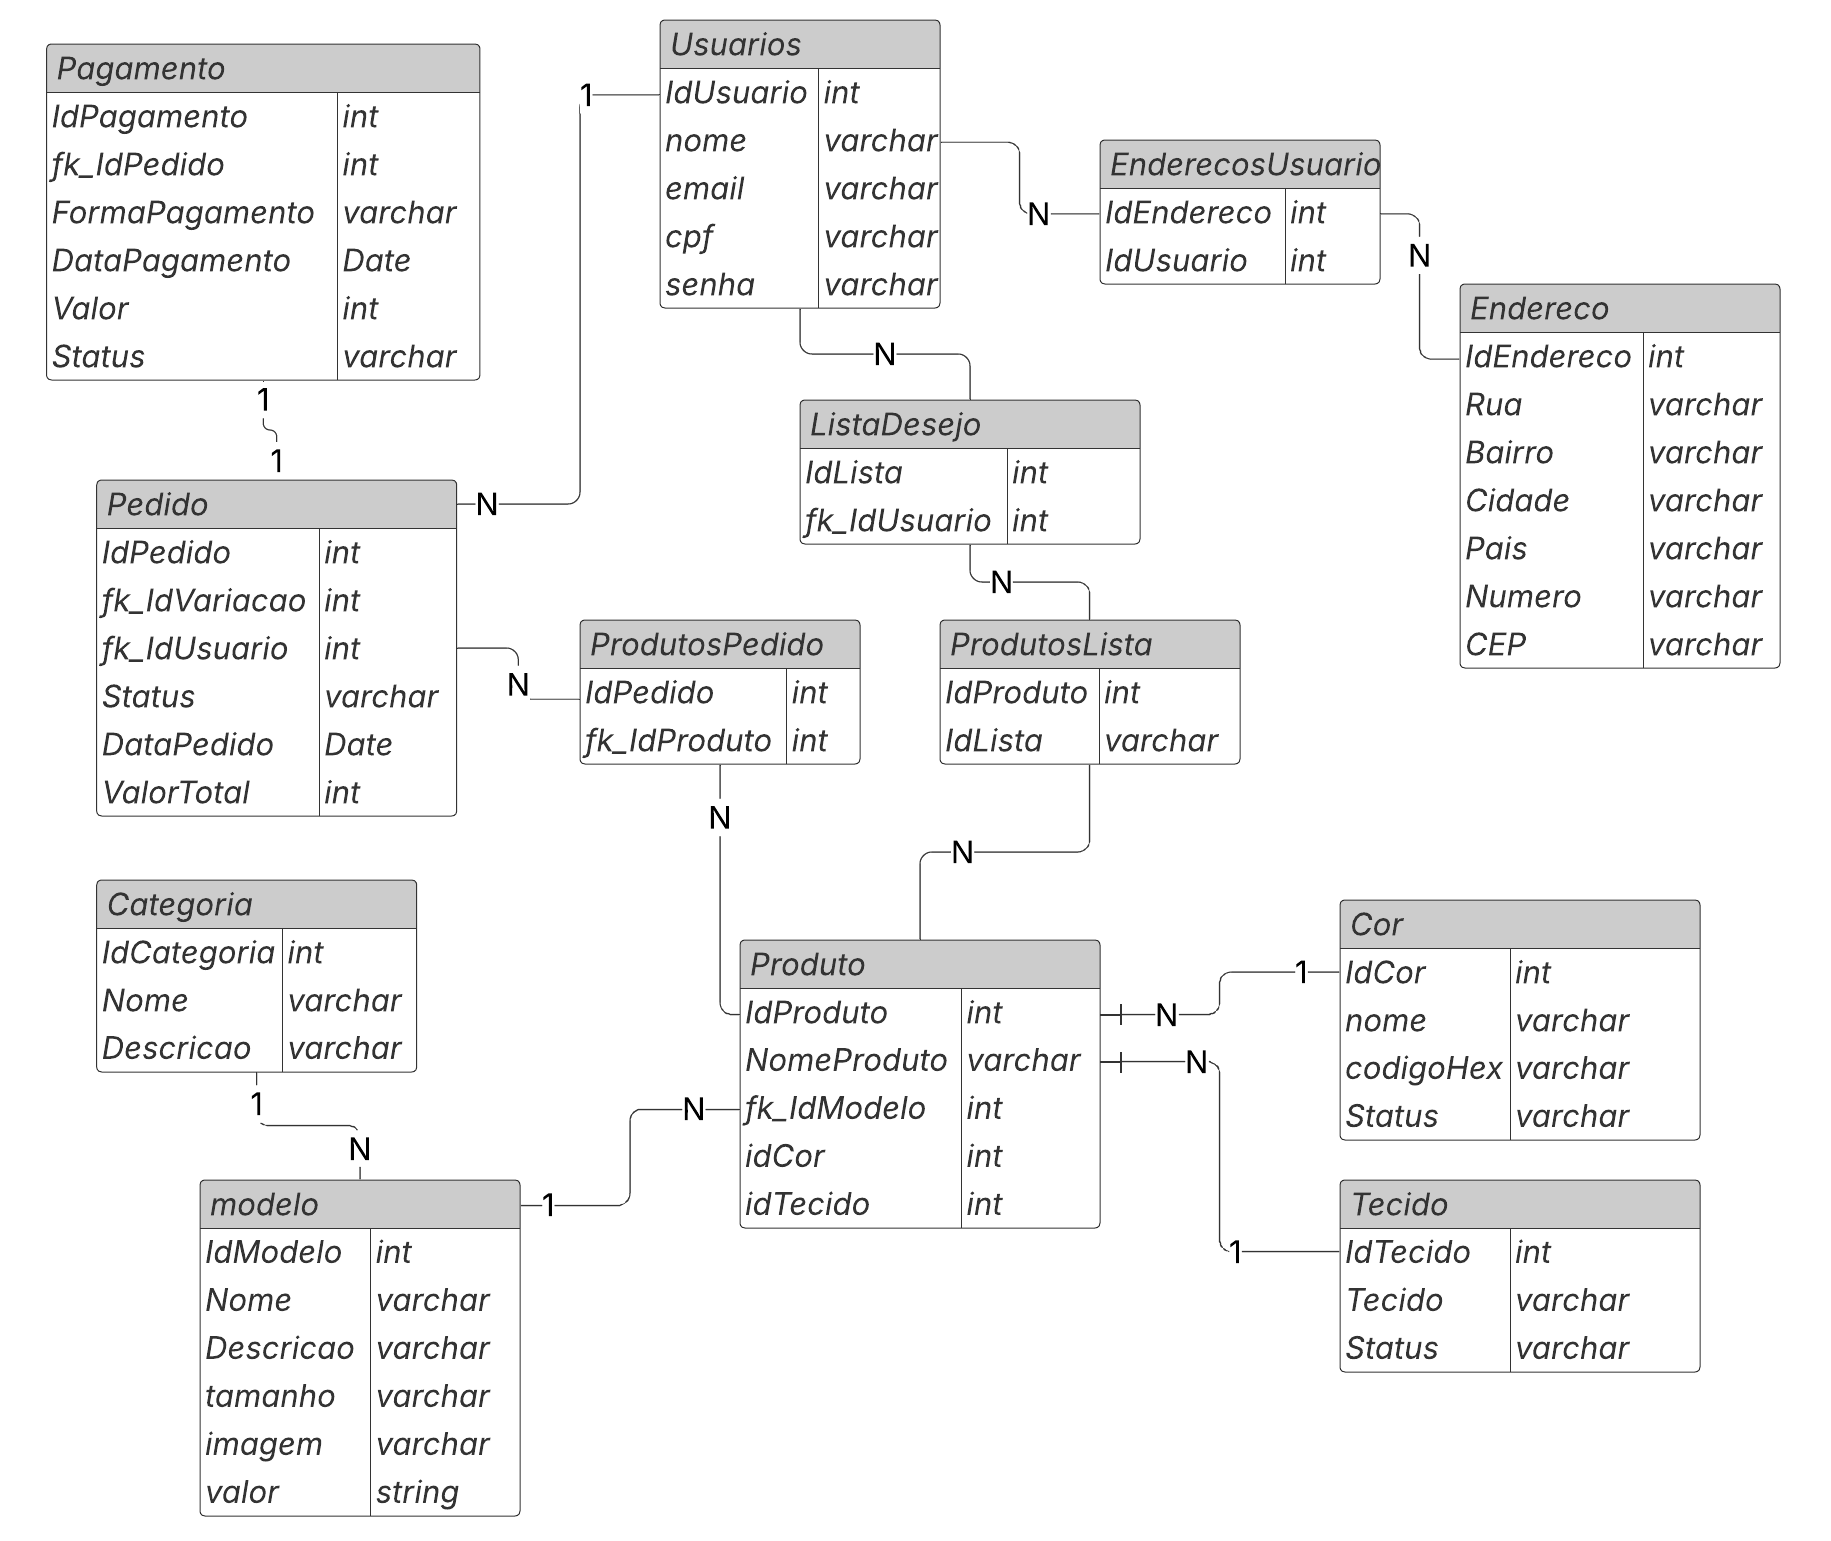 Pagamento
IdPagamento int
fk_IdPedido int
FormaPagamento varchar
DataPagamento Date
Valor int
Status varchar
1
1
Usuarios
IdUsuario int
nome varchar
email varchar
cpf varchar
senha varchar
1
N
N
EnderecosUsuario
IdEndereco int
IdUsuario int
N
Endereco
IdEndereco int
Rua varchar
Bairro varchar
Cidade varchar
Pais varchar
Numero varchar
CEP varchar
N
ListaDesejo
IdLista int
fk_IdUsuario int
N
Pedido
IdPedido int
fk_IdVariacao int
fk_IdUsuario int
Status varchar
DataPedido Date
ValorTotal int
N
ProdutosPedido
IdPedido int
fk_IdProduto int
N
ProdutosLista
IdProduto int
IdLista varchar
N
Categoria
IdCategoria int
Nome varchar
Descricao varchar
1
N
Produto
IdProduto int
NomeProduto varchar
fk_IdModelo int
idCor int
idTecido int
N
1
N
1
N
1
Cor
IdCor int
nome varchar
codigoHex varchar
Status varchar
modelo
IdModelo int
Nome varchar
Descricao varchar
tamanho varchar
imagem varchar
valor string
Tecido
IdTecido int
Tecido varchar
Status varchar